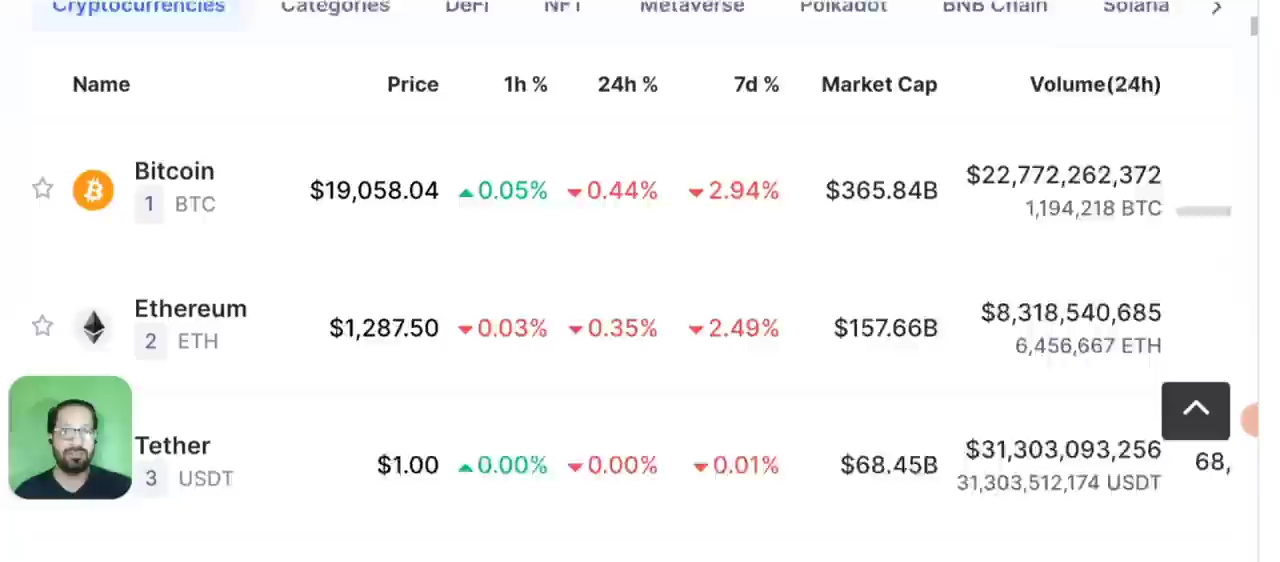 Cryptocurrencies Categories DeFi NFT Metaverse Polkadot BNB Chain Solana
Name Price 1h % 24h % 7d % Market Cap Volume(24h)
Bitcoin
1 BTC
$19,058.04 0.05% 0.44% 2.94% $365.84B $22,772,262,372
1,194,218 BTC
Ethereum
2 ETH
$1,287.50 0.03% 0.35% 2.49% $157.66B $8,318,540,685
6,456,667 ETH
Tether
3 USDT
$1.00 0.00% 0.00% 0.01% $68.45B $31,303,093,256
31,303,512,174 USDT
68,